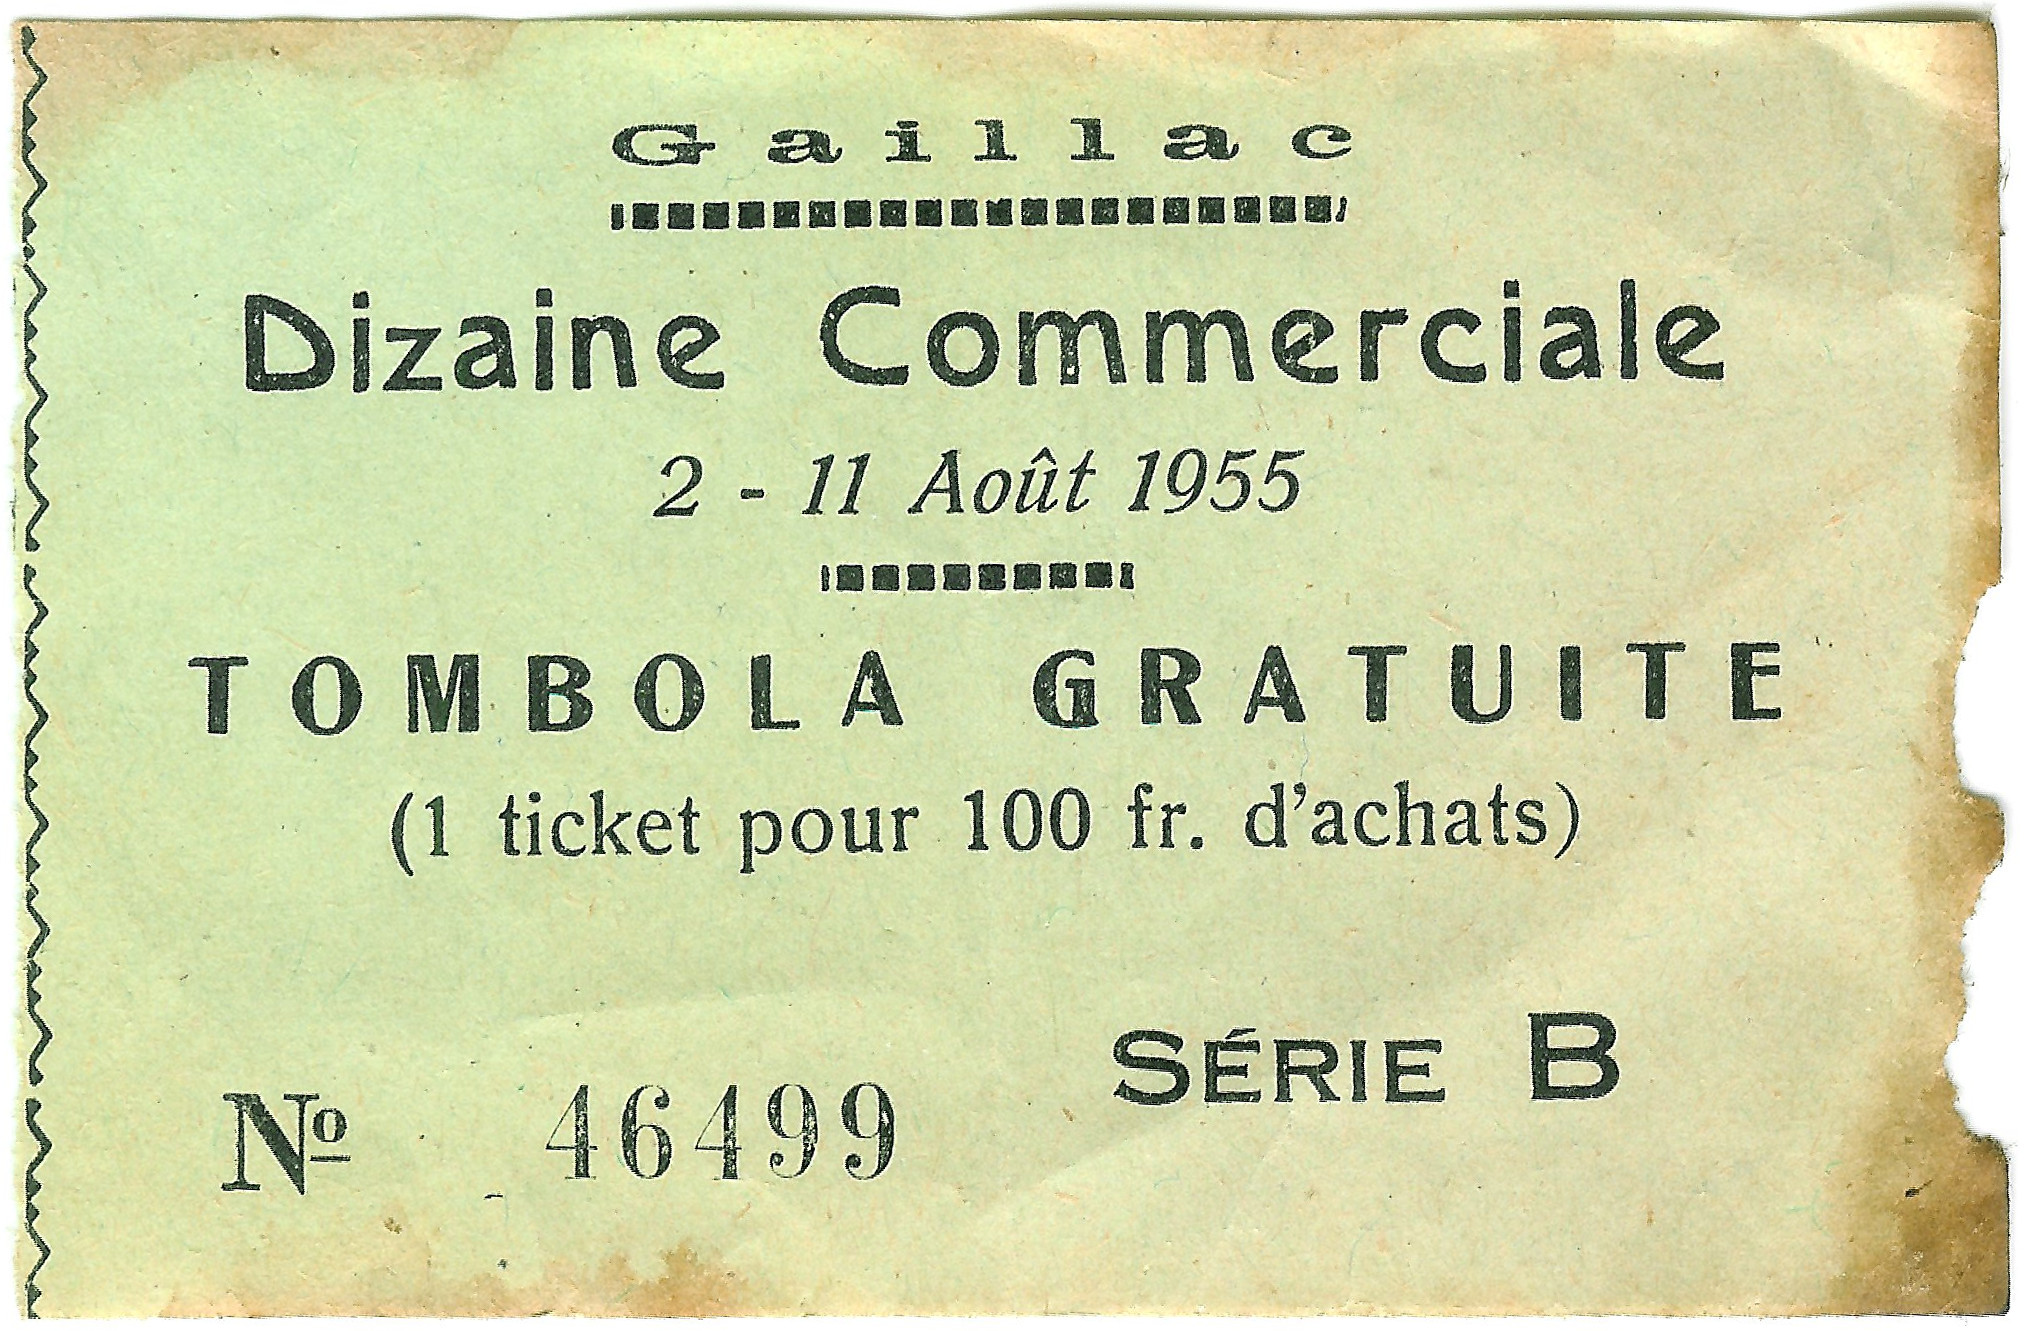 Gaillac
Dizaine Commerciale
2 - 11 Août 1955
TOMBOLA GRATUITE
(1 ticket pour 100 fr. d'achats)
SÉRIE B
Nº 46499